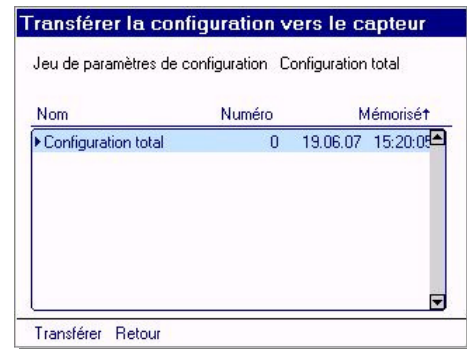 Transférer la configuration vers le capteur
Jeu de paramètres de configuration Configuration total
Nom Numéro Mémorisé↑
Configuration total 0 19.06.07 15:20:05
Transférer Retour